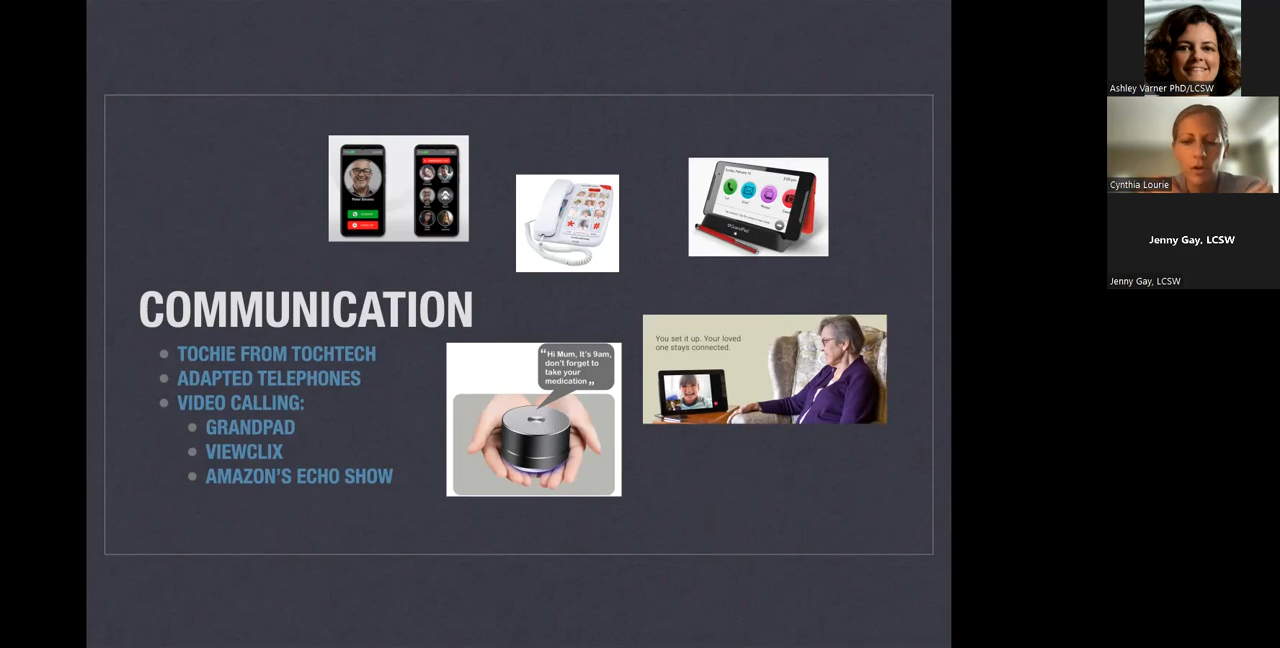 COMMUNICATION
TOCHIE FROM TOCHTECH
ADAPTED TELEPHONES
VIDEO CALLING:
GRANDPAD
VIEWCLIX
AMAZON'S ECHO SHOW
“Hi Mum, It's 9am,
don't forget to
take your
medication „
You set it up. Your loved
one stays connected.
Ashley Varner PhD/LCSW
Cynthia Lourie
Jenny Gay, LCSW
Jenny Gay, LCSW